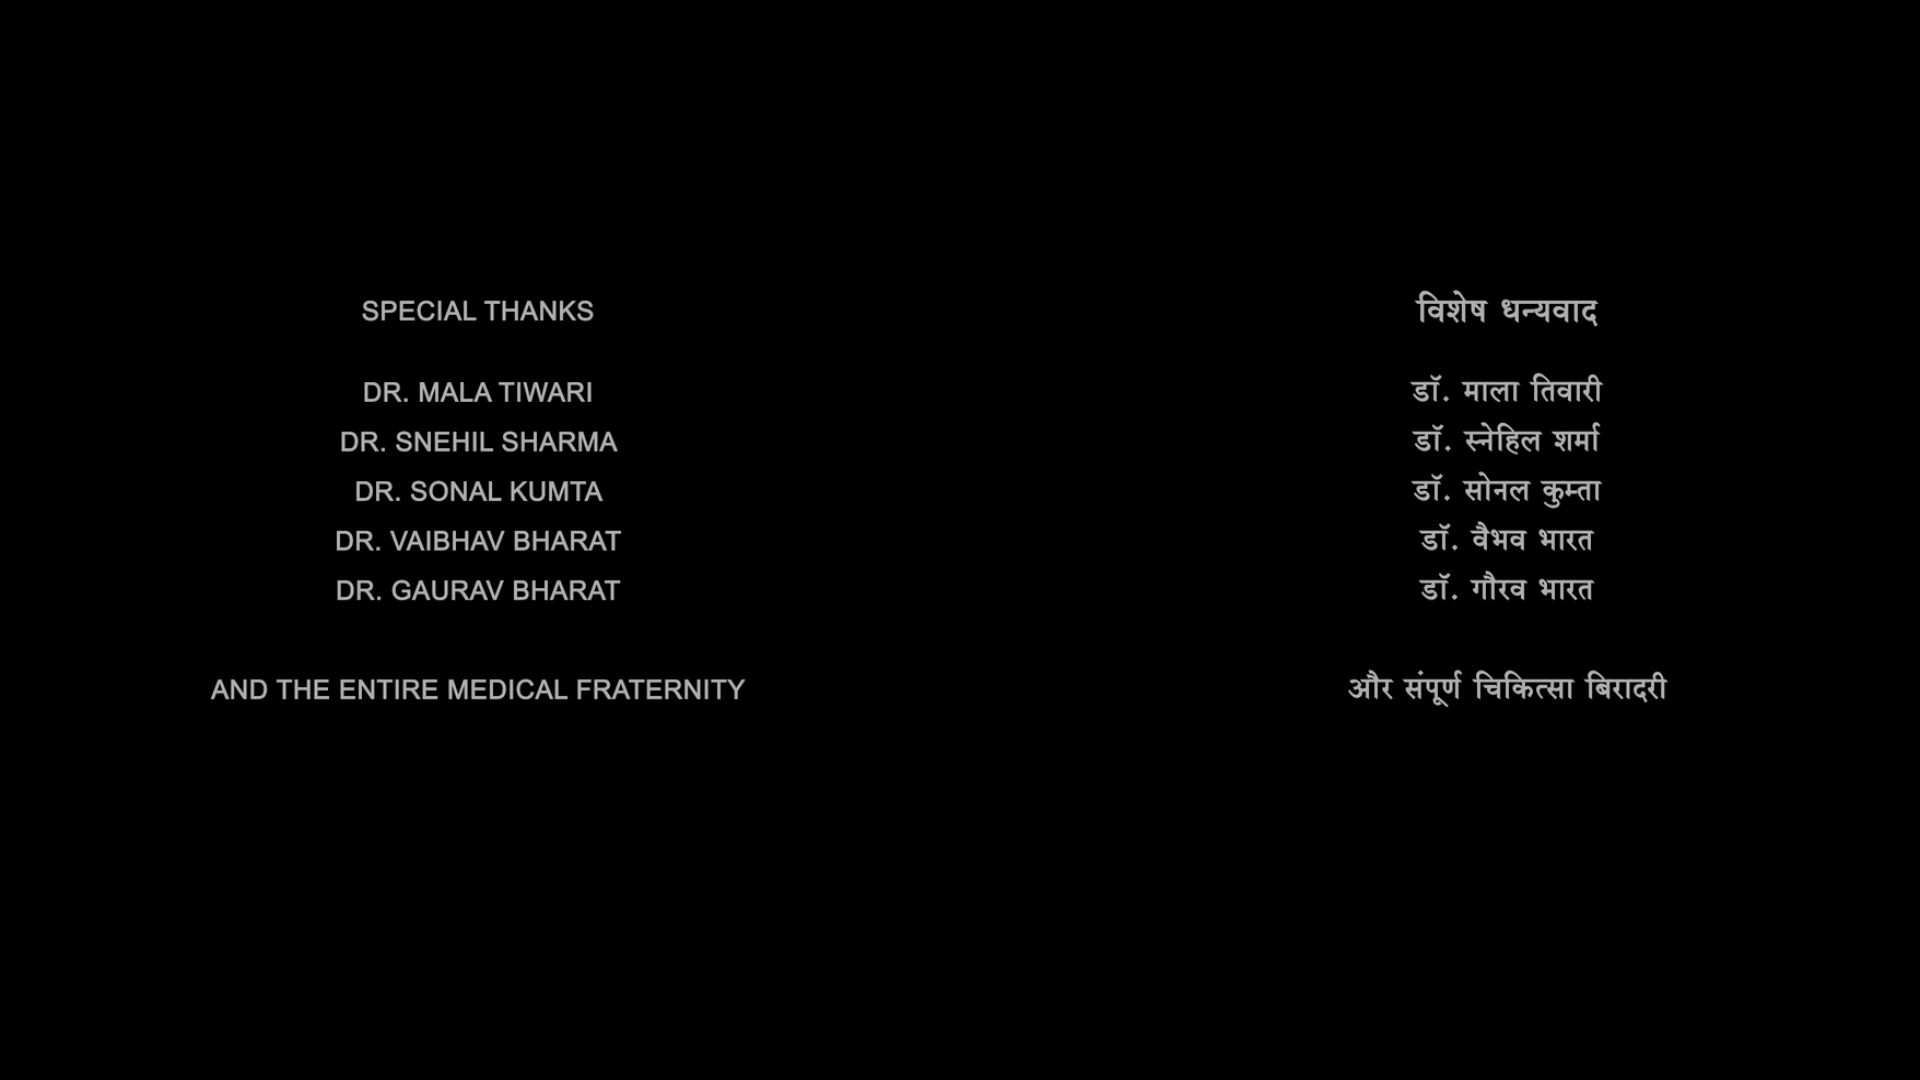 SPECIAL THANKS
DR. MALA TIWARI
DR. SNEHIL SHARMA
DR. SONAL KUMTA
DR. VAIBHAV BHARAT
DR. GAURAV BHARAT
AND THE ENTIRE MEDICAL FRATERNITY
विशेष धन्यवाद
डॉ. माला तिवारी
डॉ. स्नेहिल शर्मा
डॉ. सोनल कुम्ता
डॉ. वैभव भारत
डॉ. गौरव भारत
और संपूर्ण चिकित्सा बिरादरी